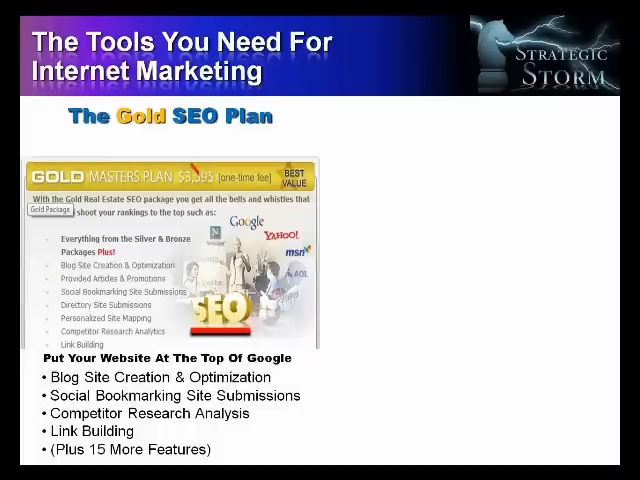 The Tools You Need For
Internet Marketing
STRATEGIC
STORM
The Gold SEO Plan
GOLD MASTERS PLAN $3,595 [one-time fee]
BEST
VALUE
With the Gold Real Estate SEO package you get all the bells and whistles that
Gold Package
shoot your rankings to the top such as:
Google
YAHOO!
msn
AOL
Everything from the Silver & Bronze
Packages Plus!
Blog Site Creation & Optimization
Provided Articles & Promotions
Social Bookmarking Site Submissions
Directory Site Submissions
Personalized Site Mapping
Competitor Research Analytics
Link Building
SEO
Put Your Website At The Top Of Google
• Blog Site Creation & Optimization
• Social Bookmarking Site Submissions
• Competitor Research Analysis
• Link Building
• (Plus 15 More Features)